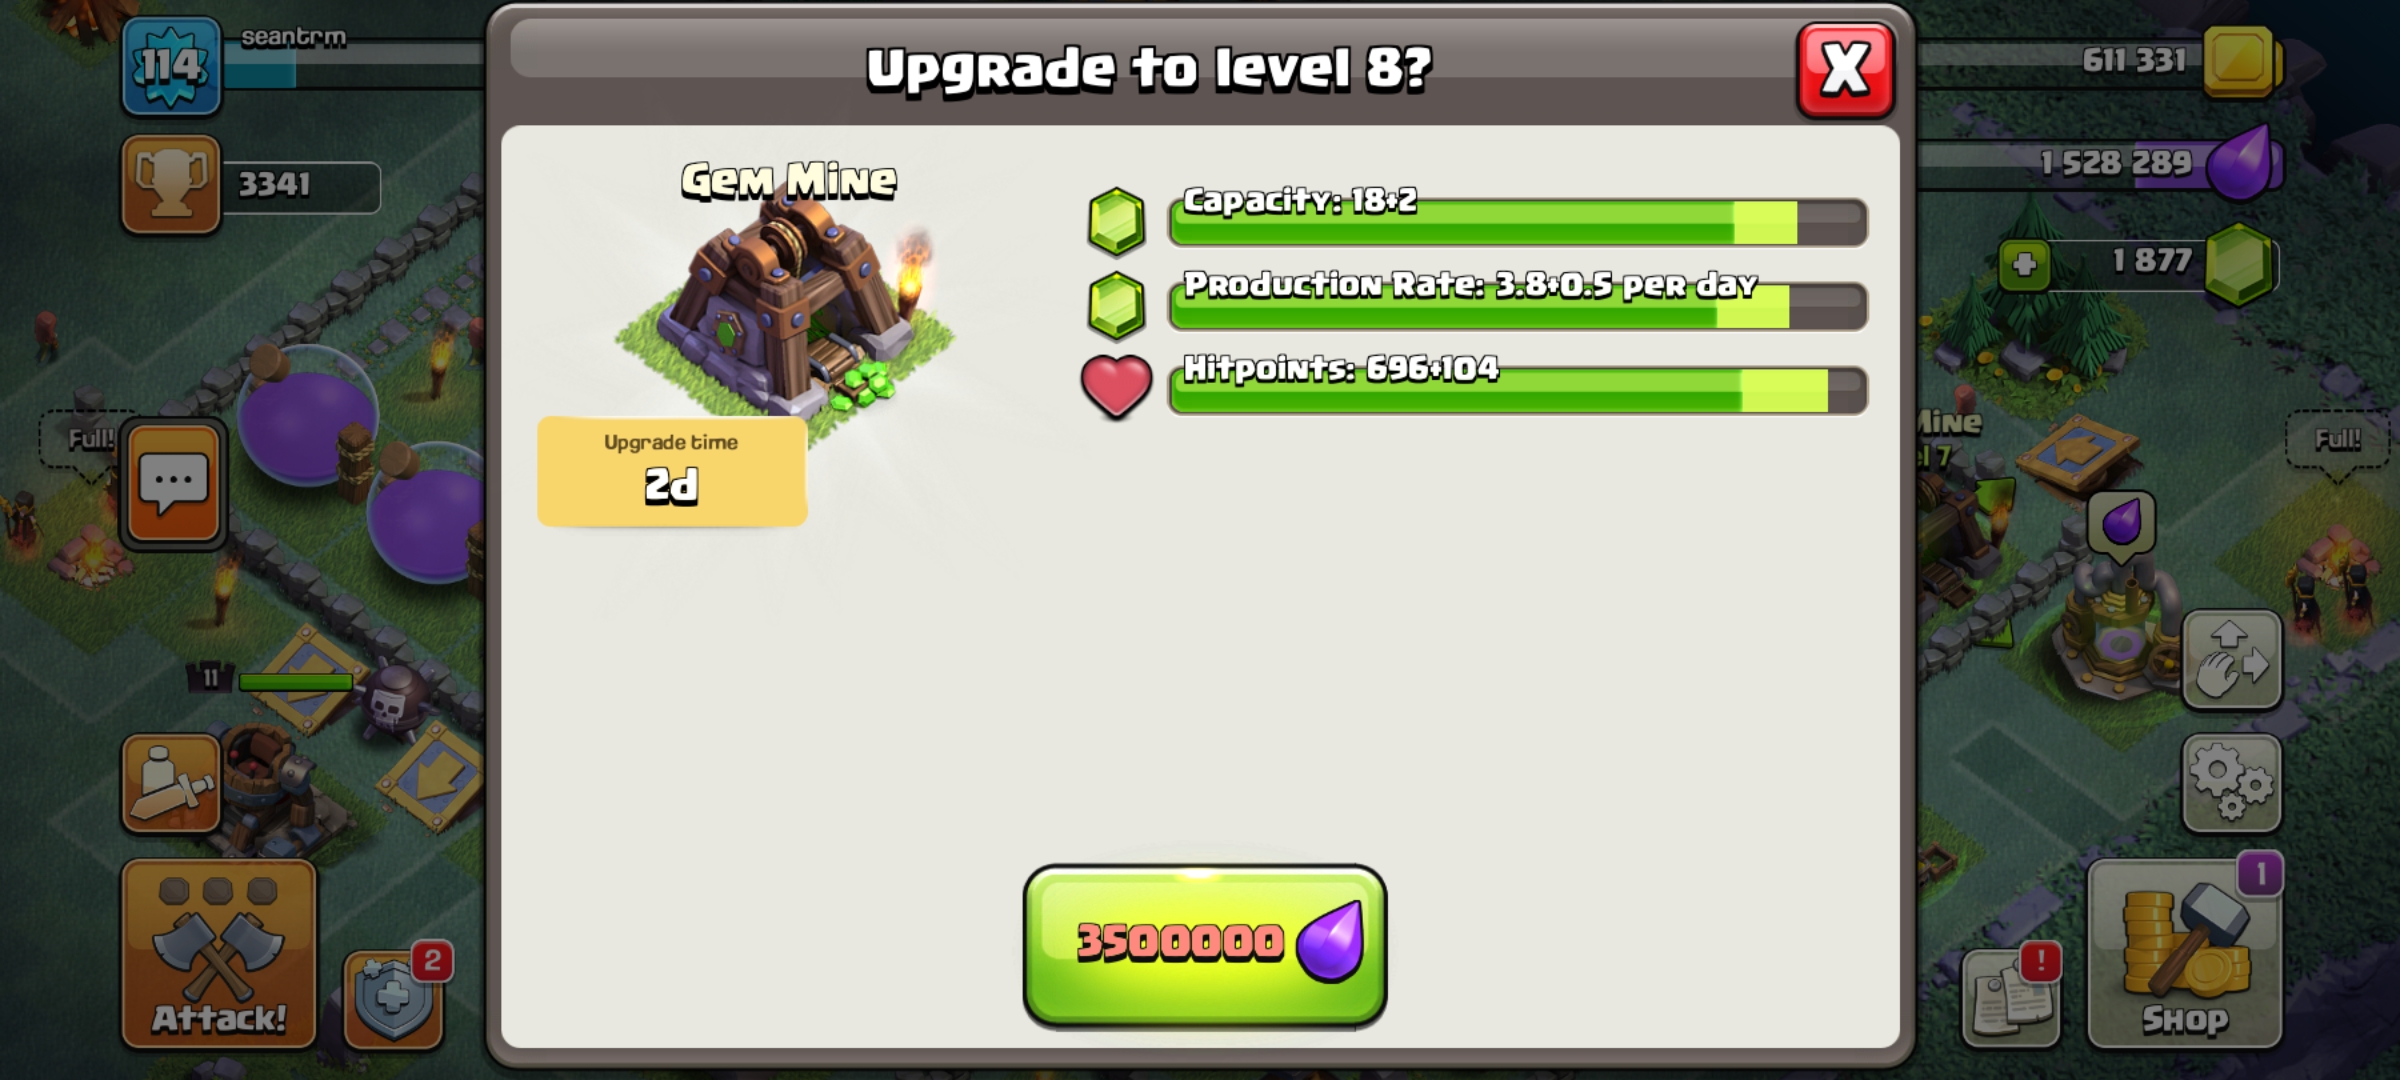 114
seantrm
Upgrade to level 8?
X
611 331
3341
Gem Mine
Capacity: 18+2
1 528 289
Production Rate: 3.8+0.5 per day
1 877
Hitpoints: 696+104
Full!
Upgrade time
2d
Full!
11
3500000
Attack!
2
!
1
Shop